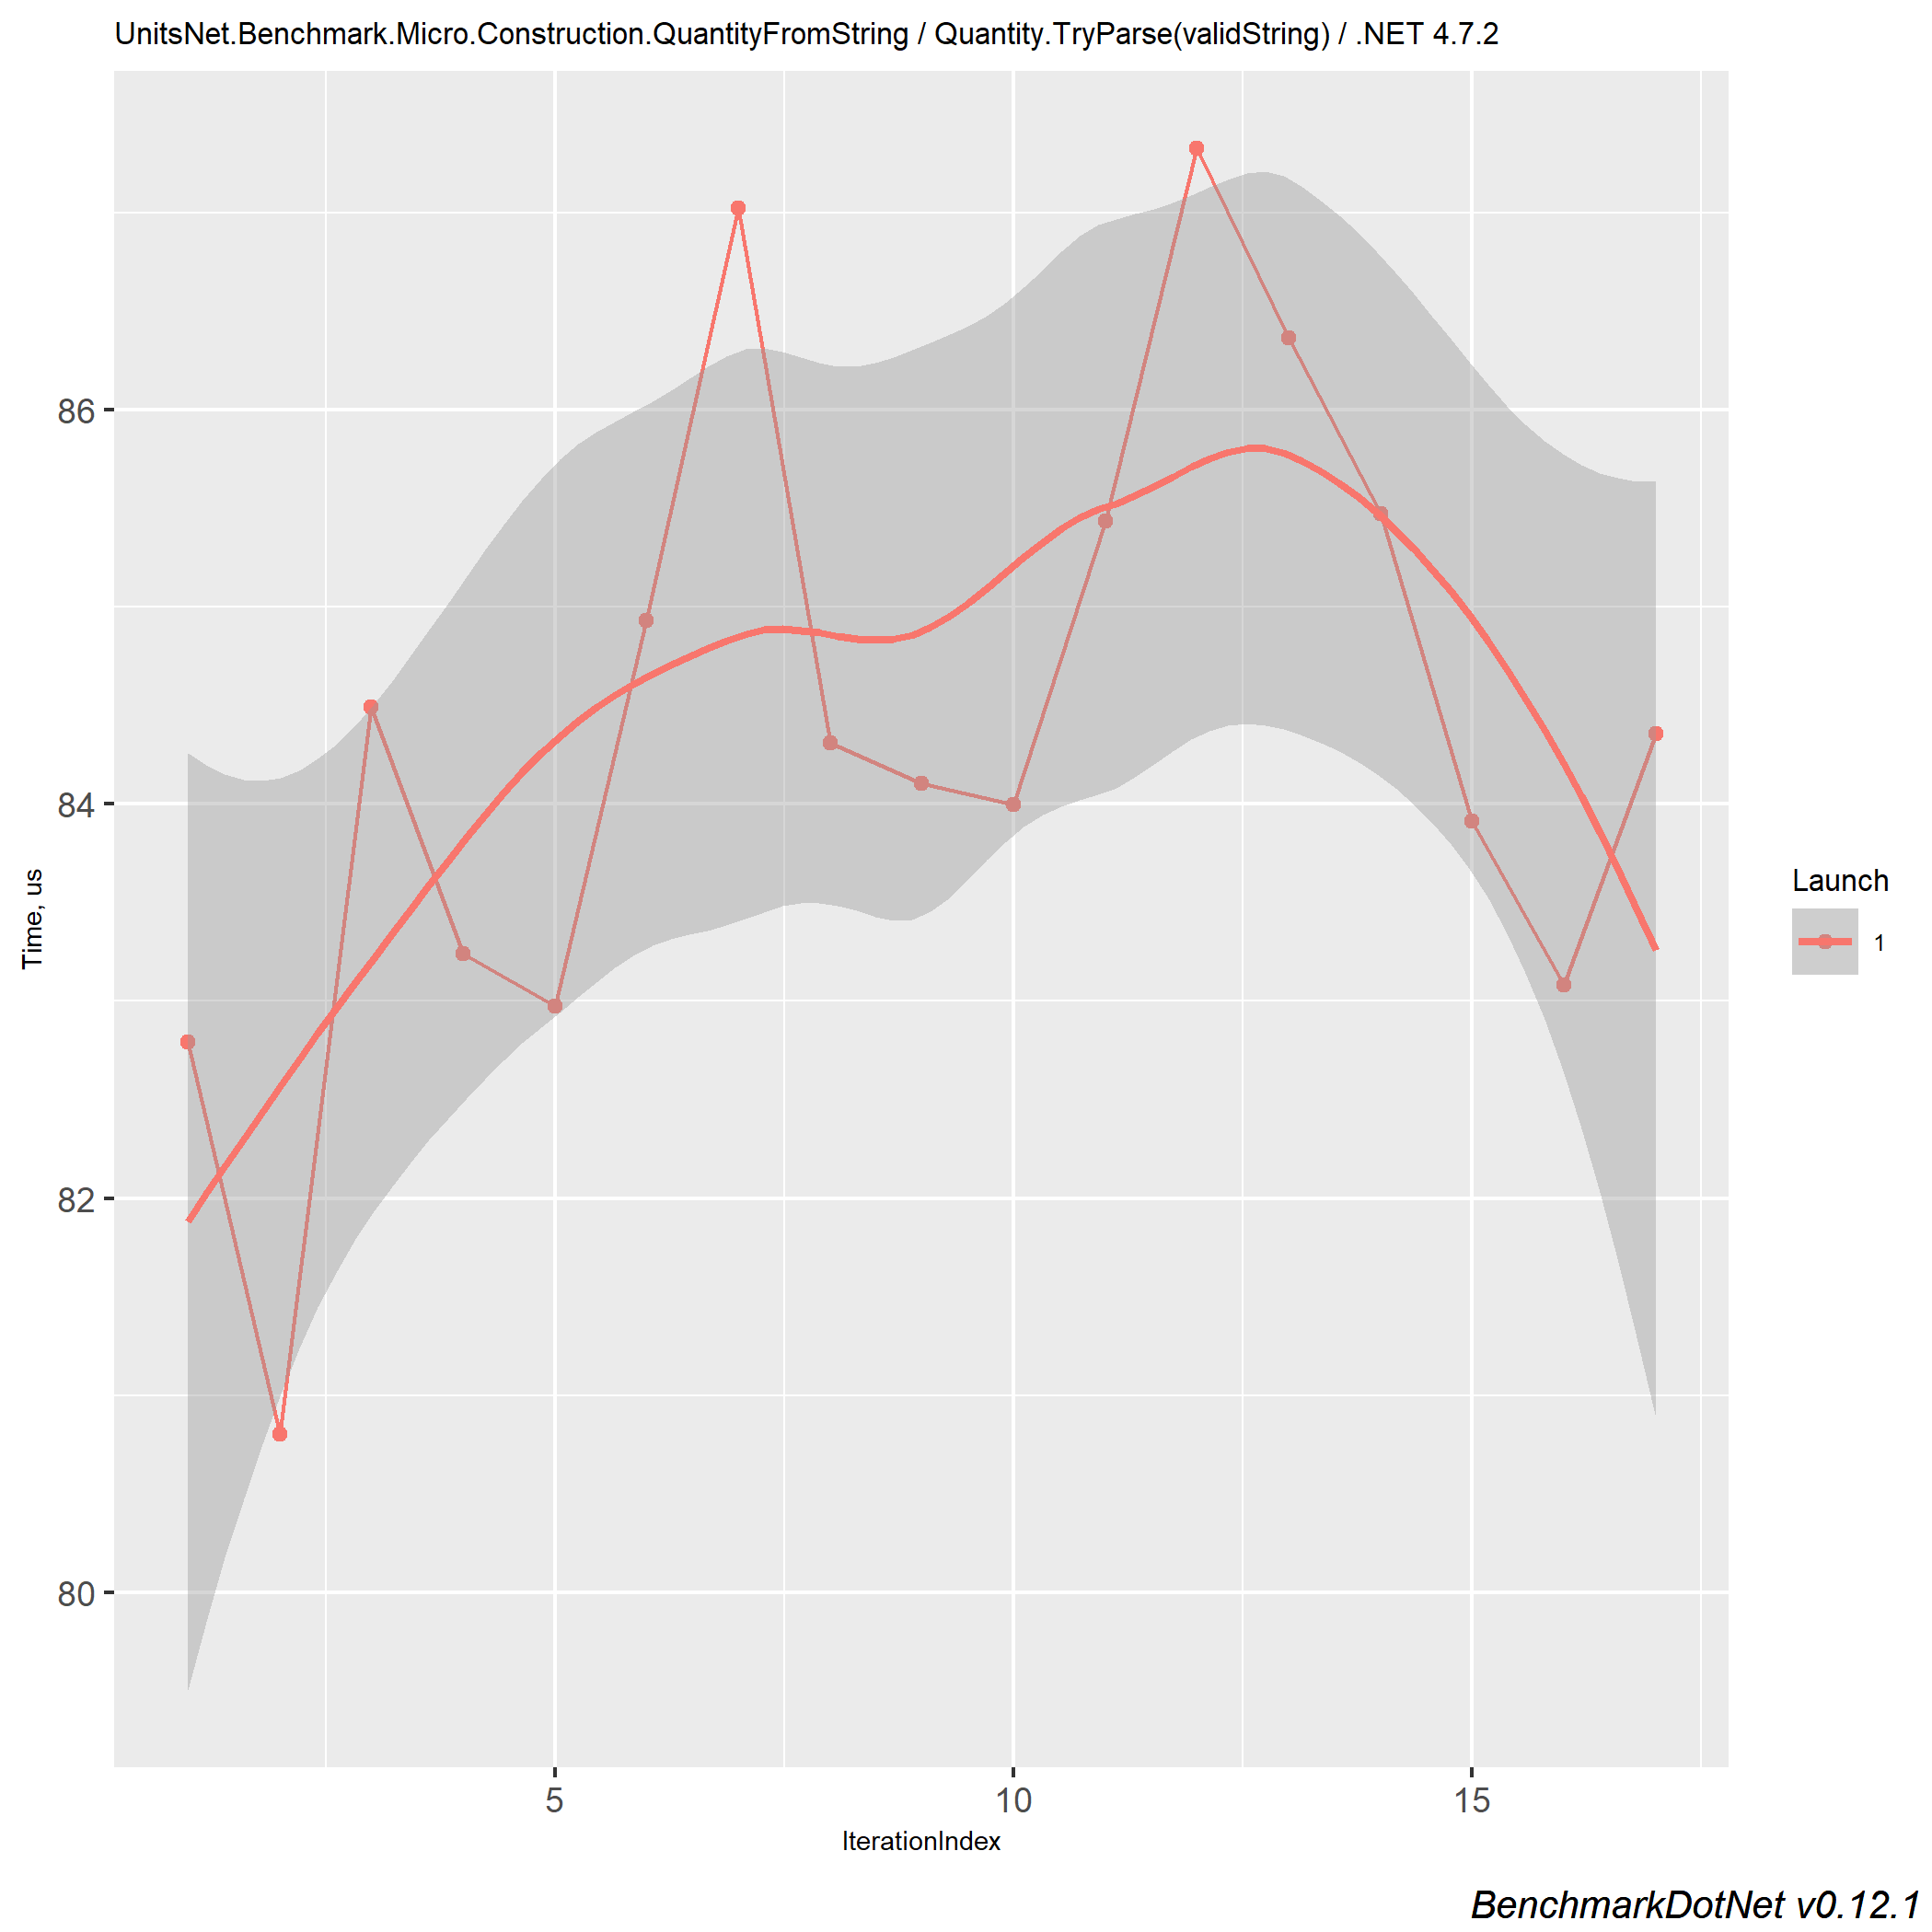 UnitsNet.Benchmark.Micro.Construction.QuantityFromString / Quantity.TryParse(validString) / .NET 4.7.2
86
84
82
80
Time, us
5
10
15
IterationIndex
Launch
1
BenchmarkDotNet v0.12.1